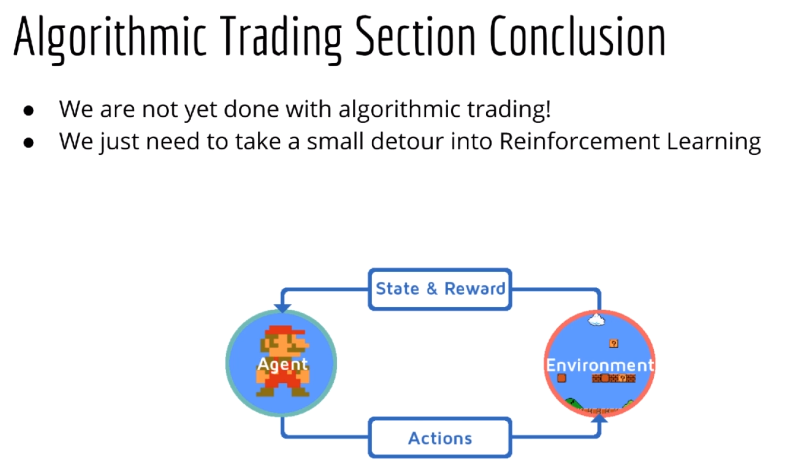 Algorithmic Trading Section Conclusion
● We are not yet done with algorithmic trading!
● We just need to take a small detour into Reinforcement Learning
State & Reward
Agent
Environment
Actions